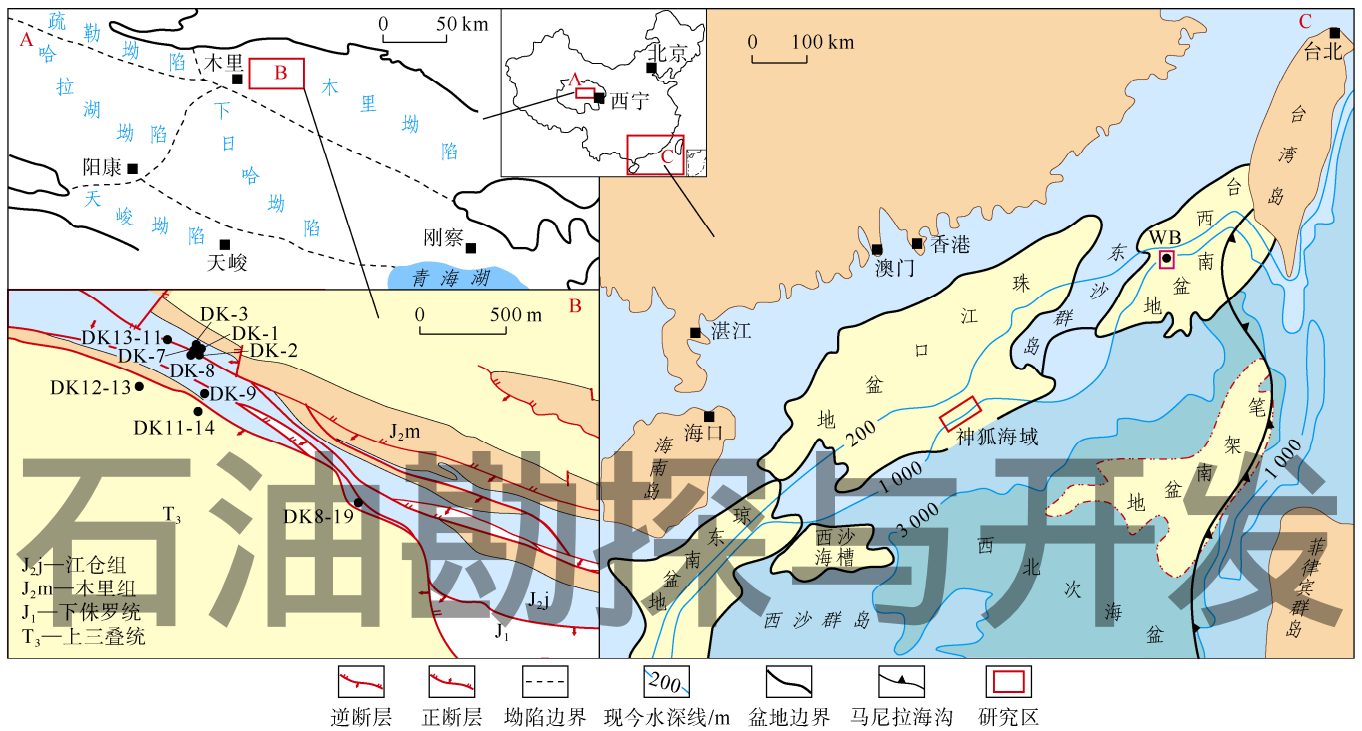 A
疏勒坳陷
0 50 km
哈拉湖坳陷
木里
B
木里坳陷
下日哈坳陷
阳康
天峻坳陷
天峻
刚察
青海湖
北京
A
西宁
C
C
0 100 km
台北
台湾岛
台西南盆地
WB
香港
澳门
东沙群岛
珠江口盆地
湛江
海口
海南岛
200
神狐海域
1 000
3 000
笔架南盆地
1 000
琼东南盆地
西沙
海槽
西北次海盆
西沙群岛
菲律宾群岛
B
0 500 m
DK-3
DK13-11
DK-1
DK-7
DK-2
DK-8
DK12-13
DK-9
DK11-14
J₂m
DK8-19
T₃
J₂j
J₁
J₂j—江仓组
J₂m—木里组
J₁—下侏罗统
T₃—上三叠统
石油勘探与开发
200
逆断层
正断层
坳陷边界
现今水深线/m
盆地边界
马尼拉海沟
研究区